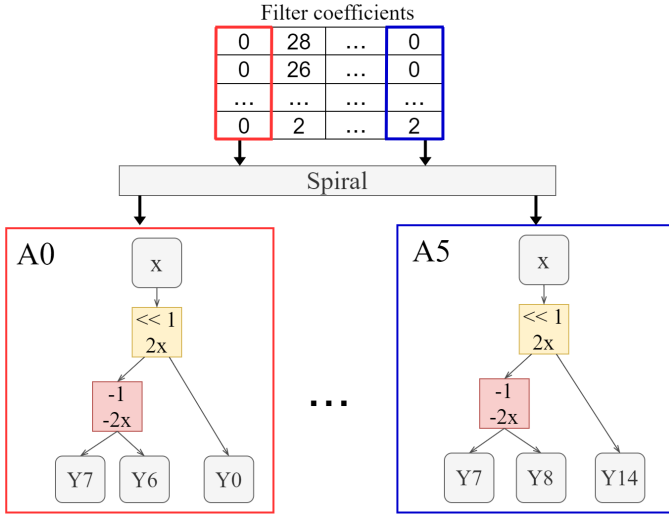 Filter coefficients
0 28 ... 0
0 26 ... 0
... ... ... ...
0 2 ... 2
Spiral
A0
x
<< 1
2x
-1
-2x
Y7 Y6 Y0
...
A5
x
<< 1
2x
-1
-2x
Y7 Y8 Y14